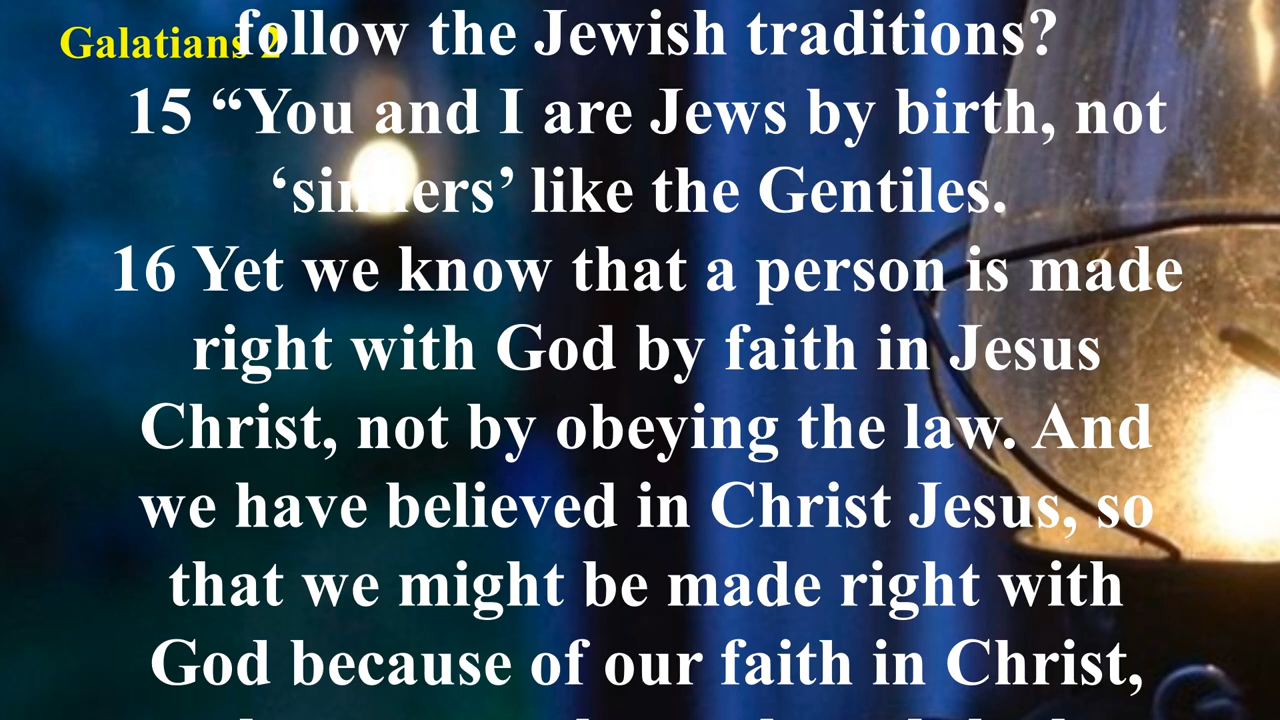 Galatians 2
follow the Jewish traditions?
15 “You and I are Jews by birth, not
‘sinners’ like the Gentiles.
16 Yet we know that a person is made
right with God by faith in Jesus
Christ, not by obeying the law. And
we have believed in Christ Jesus, so
that we might be made right with
God because of our faith in Christ,